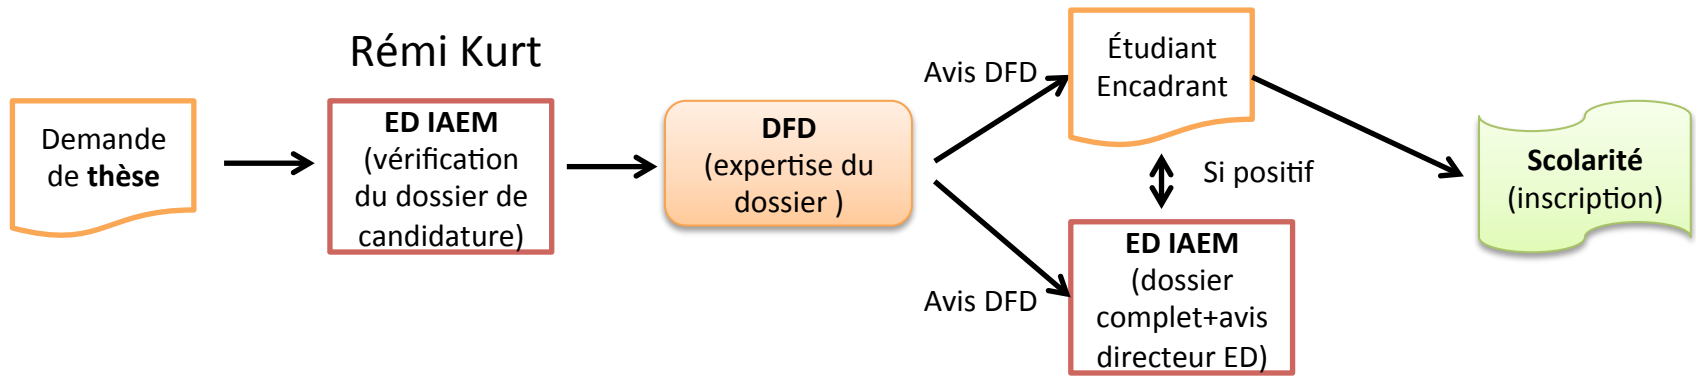 Rémi Kurt
Demande
de thèse
ED IAEM
(vérification
du dossier de
candidature)
DFD
(expertise du
dossier )
Avis DFD
Avis DFD
Étudiant
Encadrant
Si positif
ED IAEM
(dossier
complet+avis
directeur ED)
Scolarité
(inscription)